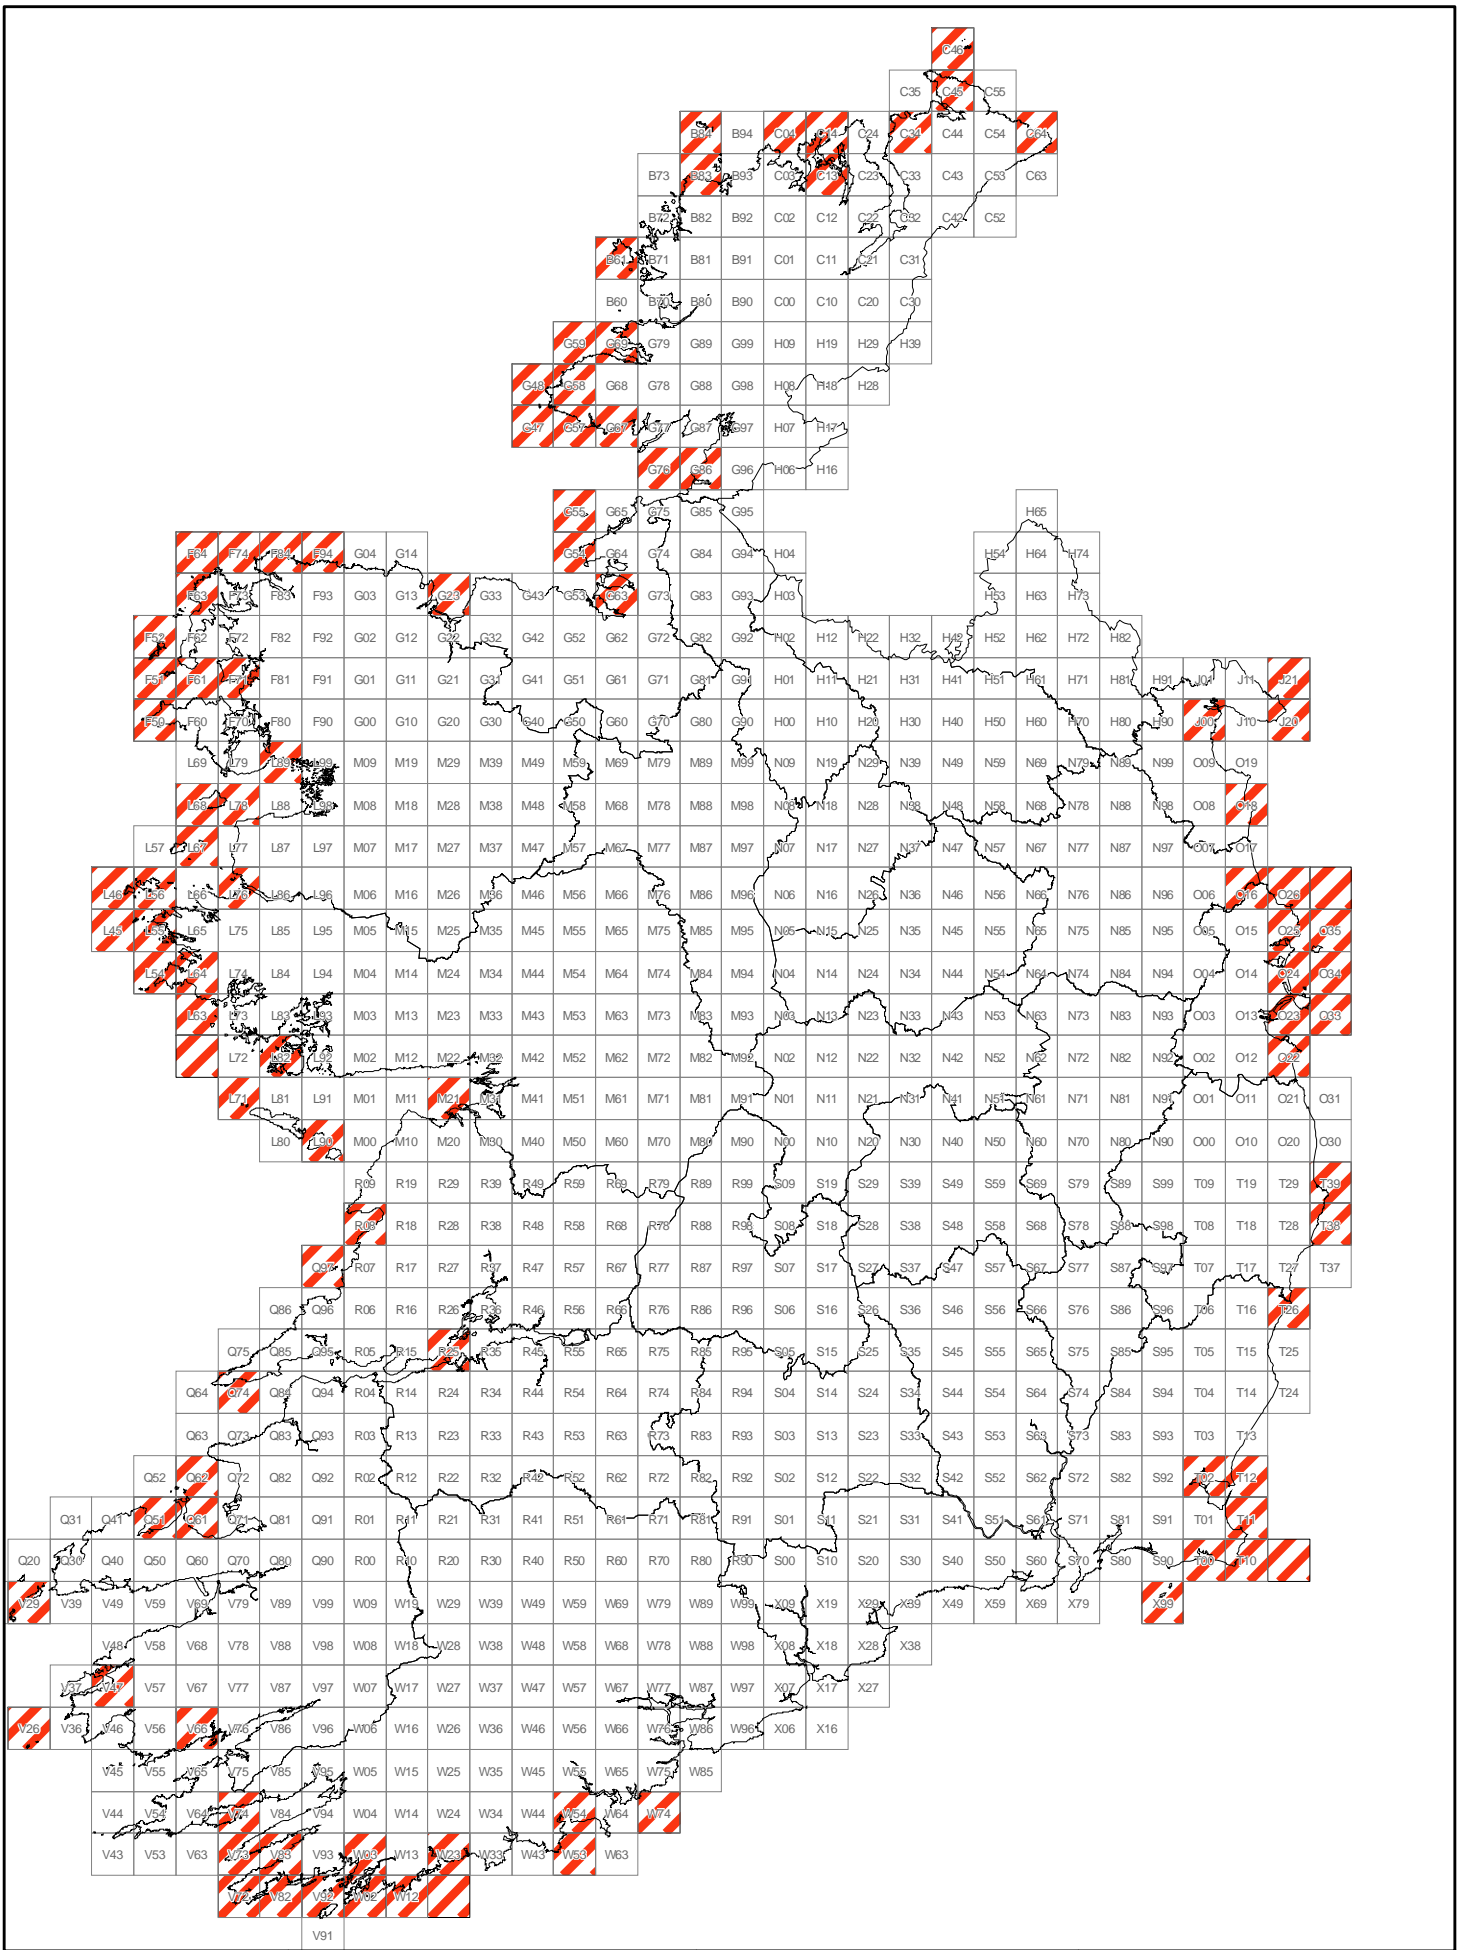 C46
C35 C45 C55
B84 B94 C04 C14 C24 C34 C44 C54 C64
B73 B83 B93 C03 C13 C23 C33 C43 C53 C63
B72 B82 B92 C02 C12 C22 C32 C42 C52
B61 B71 B81 B91 C01 C11 C21 C31
B60 B70 B80 B90 C00 C10 C20 C30
G59 G69 G79 G89 G99 H09 H19 H29 H39
G48 G58 G68 G78 G88 G98 H08 H18 H28
G47 G57 G67 G77 G87 G97 H07 H17
G76 G86 G96 H06 H16
G55 G65 G75 G85 G95 H65
F64 F74 F84 F94 G04 G14 G54 G64 G74 G84 G94 H04 H54 H64 H74
F63 F73 F83 F93 G03 G13 G23 G33 G43 G53 G63 G73 G83 G93 H03 H53 H63 H73
F52 F62 F72 F82 F92 G02 G12 G22 G32 G42 G52 G62 G72 G82 G92 H02 H12 H22 H32 H42 H52 H62 H72 H82
F51 F61 F71 F81 F91 G01 G11 G21 G31 G41 G51 G61 G71 G81 G91 H01 H11 H21 H31 H41 H51 H61 H71 H81 H91 J01 J11 J21
F50 F60 F70 F80 F90 G00 G10 G20 G30 G40 G50 G60 G70 G80 G90 H00 H10 H20 H30 H40 H50 H60 H70 H80 H90 J00 J10 J20
L69 L79 L89 L99 M09 M19 M29 M39 M49 M59 M69 M79 M89 M99 N09 N19 N29 N39 N49 N59 N69 N79 N89 N99 O09 O19
L68 L78 L88 L98 M08 M18 M28 M38 M48 M58 M68 M78 M88 M98 N08 N18 N28 N38 N48 N58 N68 N78 N88 N98 O08 O18
L57 L67 L77 L87 L97 M07 M17 M27 M37 M47 M57 M67 M77 M87 M97 N07 N17 N27 N37 N47 N57 N67 N77 N87 N97 O07 O17
L46 L56 L66 L76 L86 L96 M06 M16 M26 M36 M46 M56 M66 M76 M86 M96 N06 N16 N26 N36 N46 N56 N66 N76 N86 N96 O06 O16 O26
L45 L55 L65 L75 L85 L95 M05 M15 M25 M35 M45 M55 M65 M75 M85 M95 N05 N15 N25 N35 N45 N55 N65 N75 N85 N95 O05 O15 O25 O35
L54 L64 L74 L84 L94 M04 M14 M24 M34 M44 M54 M64 M74 M84 M94 N04 N14 N24 N34 N44 N54 N64 N74 N84 N94 O04 O14 O24 O34
L63 L73 L83 L93 M03 M13 M23 M33 M43 M53 M63 M73 M83 M93 N03 N13 N23 N33 N43 N53 N63 N73 N83 N93 O03 O13 O23 O33
L72 L82 L92 M02 M12 M22 M32 M42 M52 M62 M72 M82 M92 N02 N12 N22 N32 N42 N52 N62 N72 N82 N92 O02 O12 O22
L71 L81 L91 M01 M11 M21 M31 M41 M51 M61 M71 M81 M91 N01 N11 N21 N31 N41 N51 N61 N71 N81 N91 O01 O11 O21 O31
L80 L90 M00 M10 M20 M30 M40 M50 M60 M70 M80 M90 N00 N10 N20 N30 N40 N50 N60 N70 N80 N90 O00 O10 O20 O30
R09 R19 R29 R39 R49 R59 R69 R79 R89 R99 S09 S19 S29 S39 S49 S59 S69 S79 S89 S99 T09 T19 T29 T39
R08 R18 R28 R38 R48 R58 R68 R78 R88 R98 S08 S18 S28 S38 S48 S58 S68 S78 S88 S98 T08 T18 T28 T38
Q97 R07 R17 R27 R37 R47 R57 R67 R77 R87 R97 S07 S17 S27 S37 S47 S57 S67 S77 S87 S97 T07 T17 T27 T37
Q86 Q96 R06 R16 R26 R36 R46 R56 R66 R76 R86 R96 S06 S16 S26 S36 S46 S56 S66 S76 S86 S96 T06 T16 T26
Q75 Q85 Q95 R05 R15 R25 R35 R45 R55 R65 R75 R85 R95 S05 S15 S25 S35 S45 S55 S65 S75 S85 S95 T05 T15 T25
Q64 Q74 Q84 Q94 R04 R14 R24 R34 R44 R54 R64 R74 R84 R94 S04 S14 S24 S34 S44 S54 S64 S74 S84 S94 T04 T14 T24
Q63 Q73 Q83 Q93 R03 R13 R23 R33 R43 R53 R63 R73 R83 R93 S03 S13 S23 S33 S43 S53 S63 S73 S83 S93 T03 T13
Q52 Q62 Q72 Q82 Q92 R02 R12 R22 R32 R42 R52 R62 R72 R82 R92 S02 S12 S22 S32 S42 S52 S62 S72 S82 S92 T02 T12
Q31 Q41 Q51 Q61 Q71 Q81 Q91 R01 R11 R21 R31 R41 R51 R61 R71 R81 R91 S01 S11 S21 S31 S41 S51 S61 S71 S81 S91 T01 T11
Q20 Q30 Q40 Q50 Q60 Q70 Q80 Q90 R00 R10 R20 R30 R40 R50 R60 R70 R80 R90 S00 S10 S20 S30 S40 S50 S60 S70 S80 S90 T00 T10
V29 V39 V49 V59 V69 V79 V89 V99 W09 W19 W29 W39 W49 W59 W69 W79 W89 W99 X09 X19 X29 X39 X49 X59 X69 X79 X99
V48 V58 V68 V78 V88 V98 W08 W18 W28 W38 W48 W58 W68 W78 W88 W98 X08 X18 X28 X38
V37 V47 V57 V67 V77 V87 V97 W07 W17 W27 W37 W47 W57 W67 W77 W87 W97 X07 X17 X27
V26 V36 V46 V56 V66 V76 V86 V96 W06 W16 W26 W36 W46 W56 W66 W76 W86 W96 X06 X16
V45 V55 V65 V75 V85 V95 W05 W15 W25 W35 W45 W55 W65 W75 W85
V44 V54 V64 V74 V84 V94 W04 W14 W24 W34 W44 W54 W64 W74
V43 V53 V63 V73 V83 V93 W03 W13 W23 W33 W43 W53 W63
V72 V82 V92 W02 W12
V91